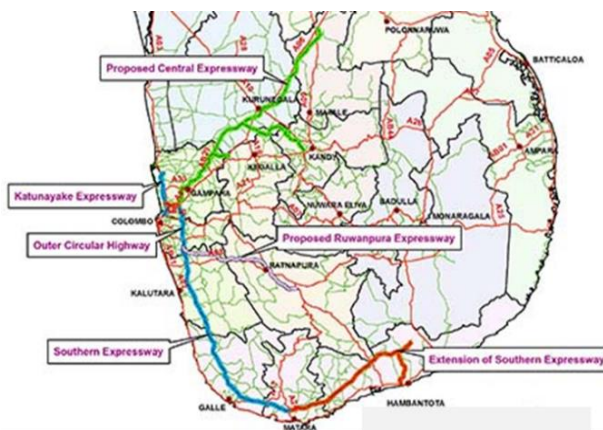 POLONNARUWA
BATTICALOA
Proposed Central Expressway
KURUNEGALA
MATALE
AMPARA
KANDY
KEGALLA
Katunayake Expressway
GAMPAHA
COLOMBO
NUWARA ELIYA
BADULLA
MONARAGALA
Outer Circular Highway
Proposed Ruwanpura Expressway
RATNAPURA
KALUTARA
Southern Expressway
Extension of Southern Expressway
GALLE
HAMBANTOTA
MATARA